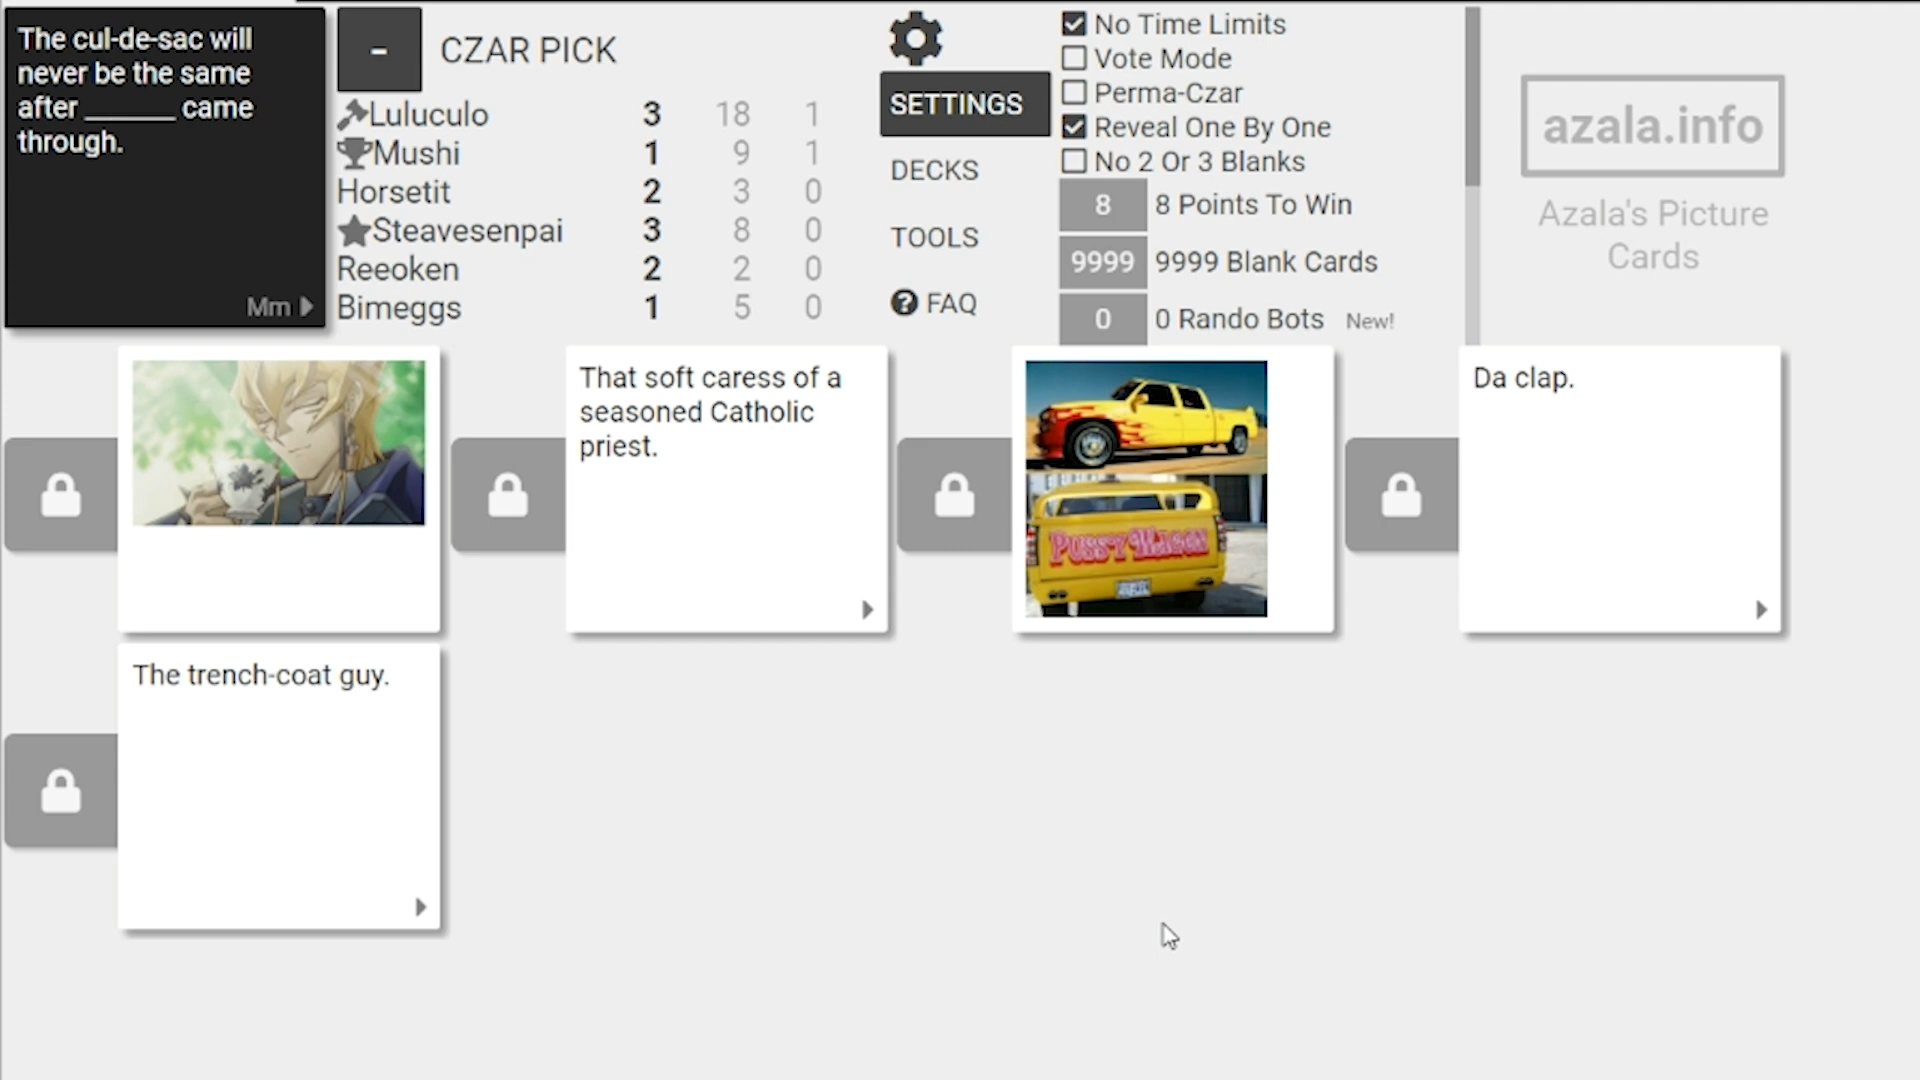 The cul-de-sac will
never be the same
after ______ came
through.
Mm
-
CZAR PICK
Luluculo 3 18 1
Mushi 1 9 1
Horsetit 2 3 0
Steavesenpai 3 8 0
Reeoken 2 2 0
Bimeggs 1 5 0
SETTINGS
DECKS
TOOLS
? FAQ
No Time Limits
Vote Mode
Perma-Czar
Reveal One By One
No 2 Or 3 Blanks
8 8 Points To Win
9999 9999 Blank Cards
0 0 Rando Bots New!
azala.info
Azala's Picture
Cards
That soft caress of a
seasoned Catholic
priest.
PUSSY WAGON
Da clap.
The trench-coat guy.